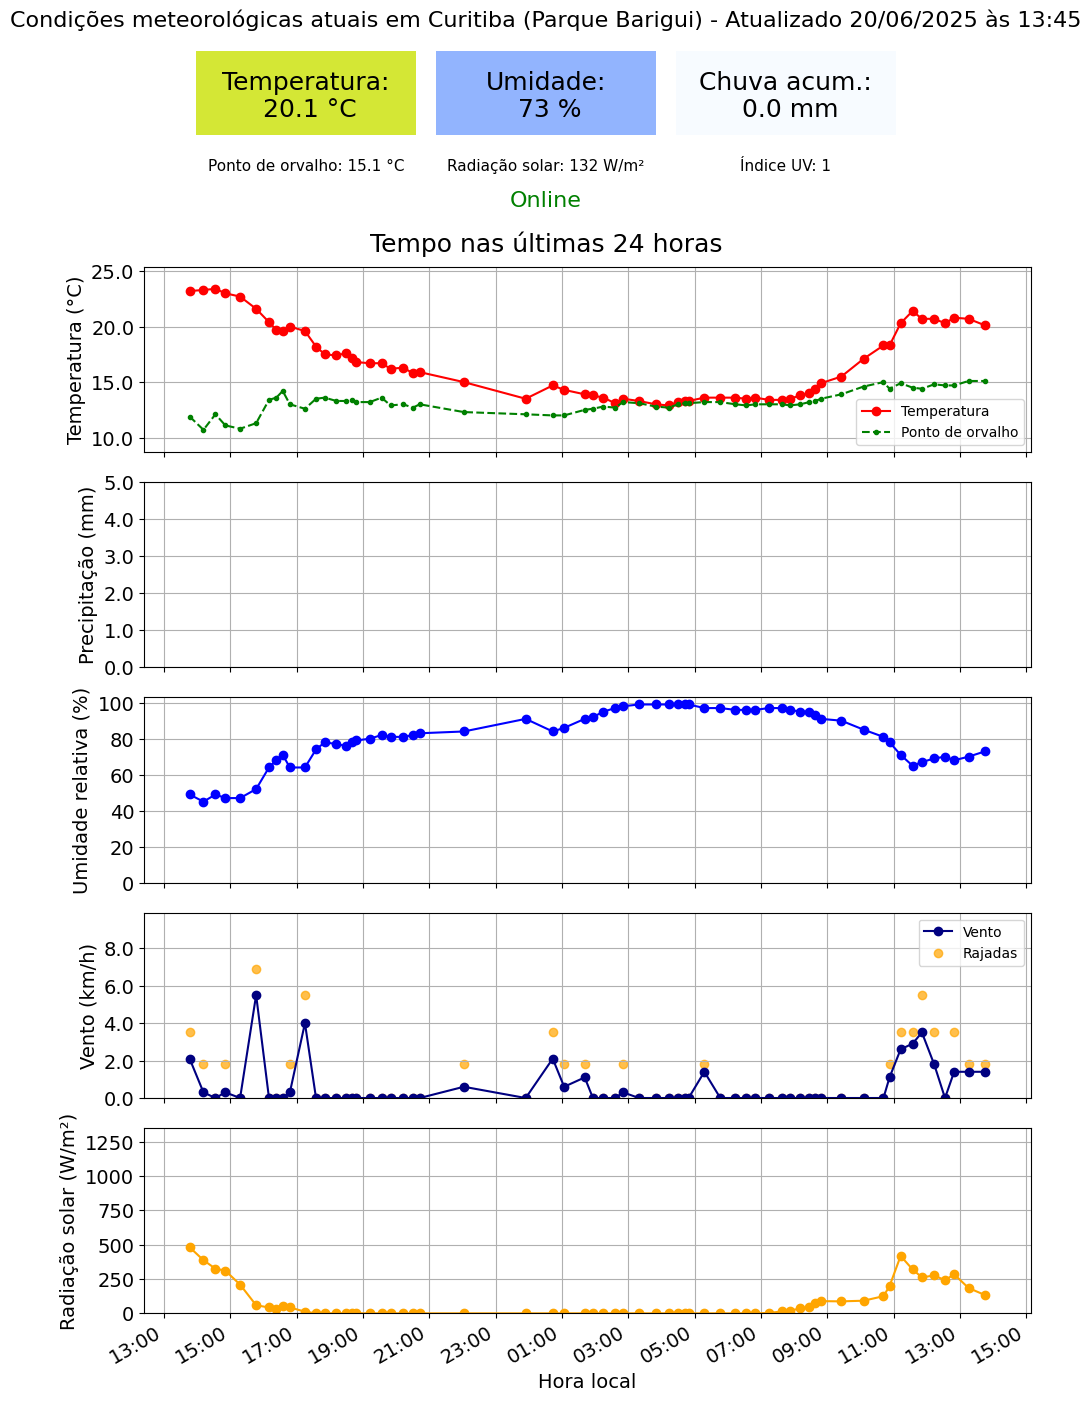 Condições meteorológicas atuais em Curitiba (Parque Barigui) - Atualizado 20/06/2025 às 13:45
Temperatura:
20.1 °C
Umidade:
73 %
Chuva acum.:
0.0 mm
Ponto de orvalho: 15.1 °C
Radiação solar: 132 W/m²
Índice UV: 1
Online
Tempo nas últimas 24 horas
Temperatura (°C)
25.0
20.0
15.0
10.0
Temperatura
Ponto de orvalho
Precipitação (mm)
5.0
4.0
3.0
2.0
1.0
0.0
Umidade relativa (%)
100
80
60
40
20
0
Vento (km/h)
8.0
6.0
4.0
2.0
0.0
Vento
Rajadas
Radiação solar (W/m²)
1250
1000
750
500
250
0
13:00 15:00 17:00 19:00 21:00 23:00 01:00 03:00 05:00 07:00 09:00 11:00 13:00 15:00
Hora local